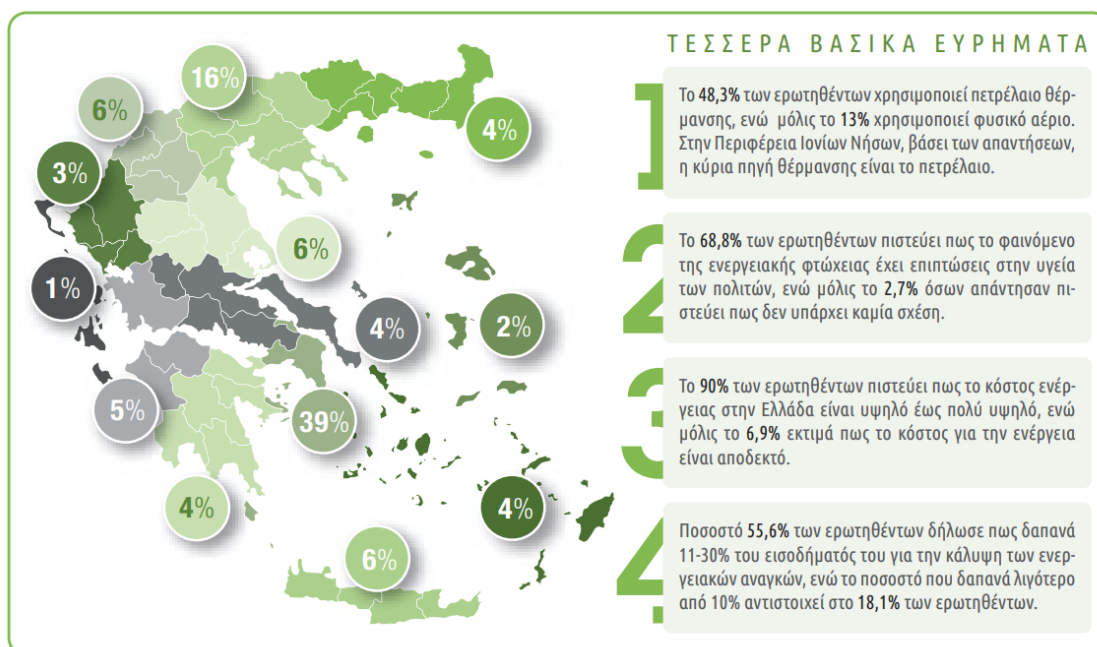 16%
6%
3%
4%
6%
1%
4%
2%
5%
39%
4%
4%
6%
ΤΕΣΣΕΡΑ ΒΑΣΙΚΑ ΕΥΡΗΜΑΤΑ
1
Το 48,3% των ερωτηθέντων χρησιμοποιεί πετρέλαιο θέρ-
μανσης, ενώ μόλις το 13% χρησιμοποιεί φυσικό αέριο.
Στην Περιφέρεια Ιονίων Νήσων, βάσει των απαντήσεων,
η κύρια πηγή θέρμανσης είναι το πετρέλαιο.
2
Το 68,8% των ερωτηθέντων πιστεύει πως το φαινόμενο
της ενεργειακής φτώχειας έχει επιπτώσεις στην υγεία
των πολιτών, ενώ μόλις το 2,7% όσων απάντησαν πι-
στεύει πως δεν υπάρχει καμία σχέση.
3
Το 90% των ερωτηθέντων πιστεύει πως το κόστος ενέρ-
γειας στην Ελλάδα είναι υψηλό έως πολύ υψηλό, ενώ
μόλις το 6,9% εκτιμά πως το κόστος για την ενέργεια
είναι αποδεκτό.
4
Ποσοστό 55,6% των ερωτηθέντων δήλωσε πως δαπανά
11-30% του εισοδήματός του για την κάλυψη των ενερ-
γειακών αναγκών, ενώ το ποσοστό που δαπανά λιγότερο
από 10% αντιστοιχεί στο 18,1% των ερωτηθέντων.